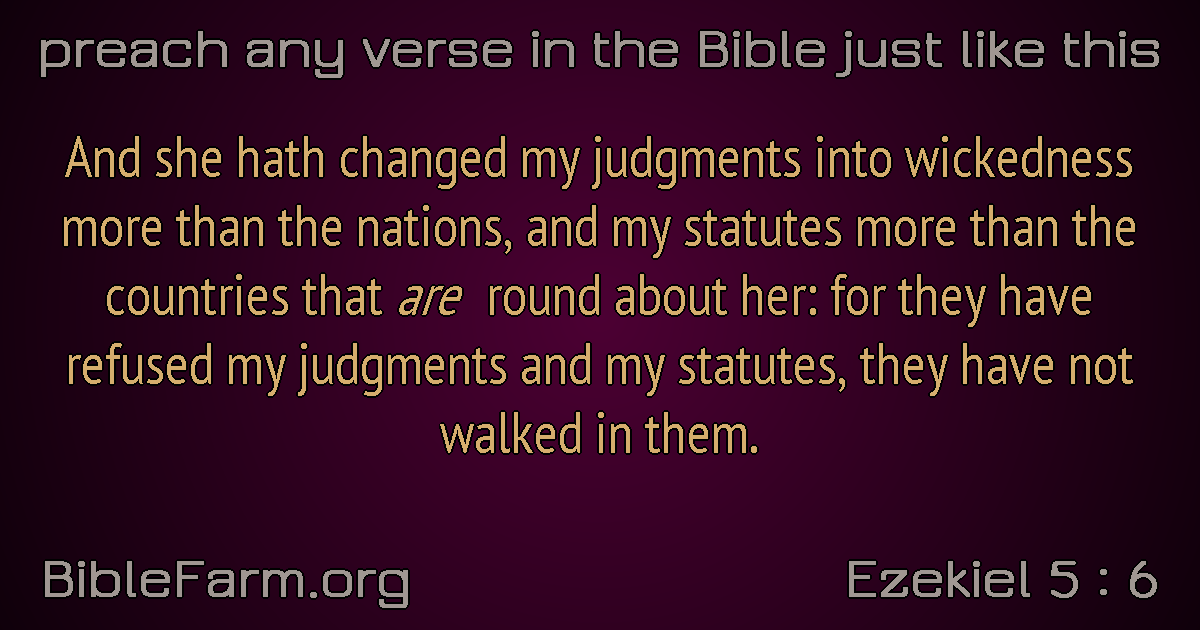 preach any verse in the Bible just like this
And she hath changed my judgments into wickedness
more than the nations, and my statutes more than the
countries that are round about her: for they have
refused my judgments and my statutes, they have not
walked in them.
BibleFarm.org
Ezekiel 5 : 6